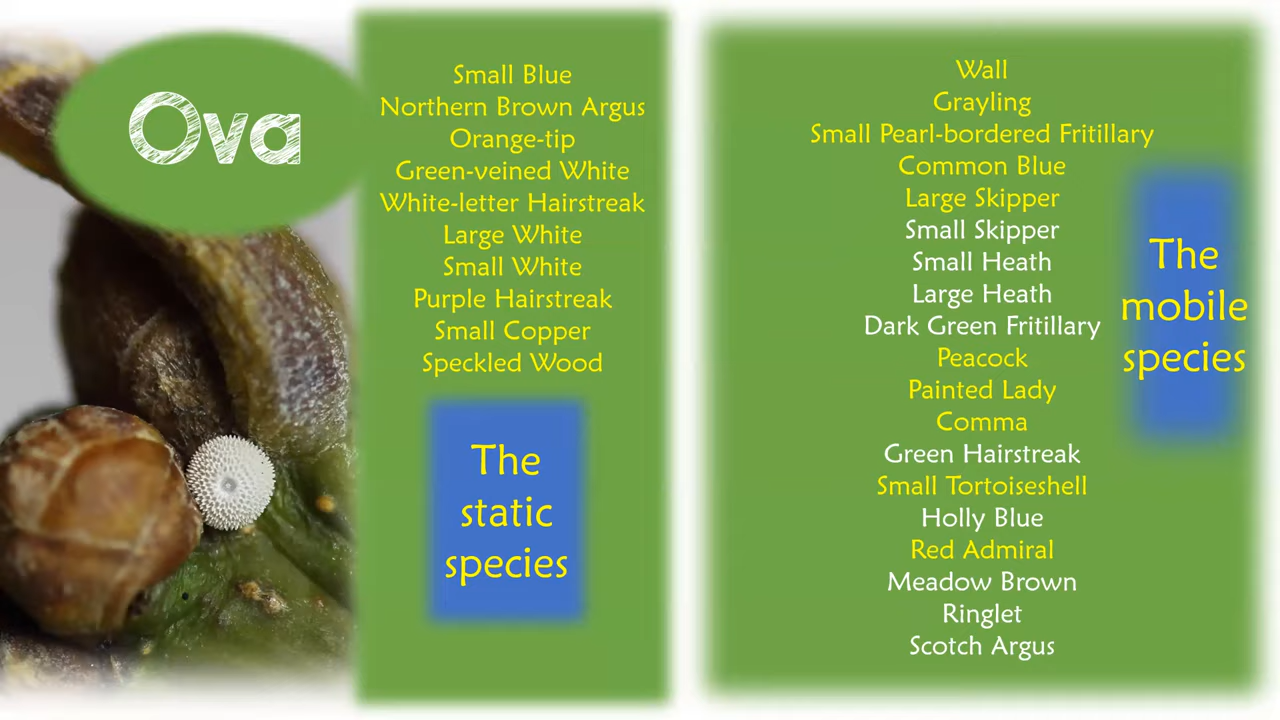 Ova
Small Blue
Northern Brown Argus
Orange-tip
Green-veined White
White-letter Hairstreak
Large White
Small White
Purple Hairstreak
Small Copper
Speckled Wood
The
static
species
Wall
Grayling
Small Pearl-bordered Fritillary
Common Blue
Large Skipper
Small Skipper
Small Heath
Large Heath
Dark Green Fritillary
Peacock
Painted Lady
Comma
Green Hairstreak
Small Tortoiseshell
Holly Blue
Red Admiral
Meadow Brown
Ringlet
Scotch Argus
The
mobile
species